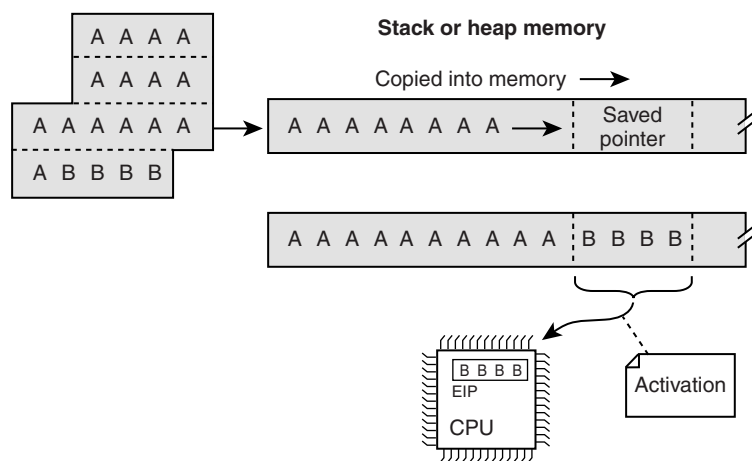 A A A A
A A A A
A A A A A A
A B B B B
Stack or heap memory
Copied into memory
A A A A A A A A
Saved
pointer
A A A A A A A A A A B B B B
B B B B
EIP
CPU
Activation